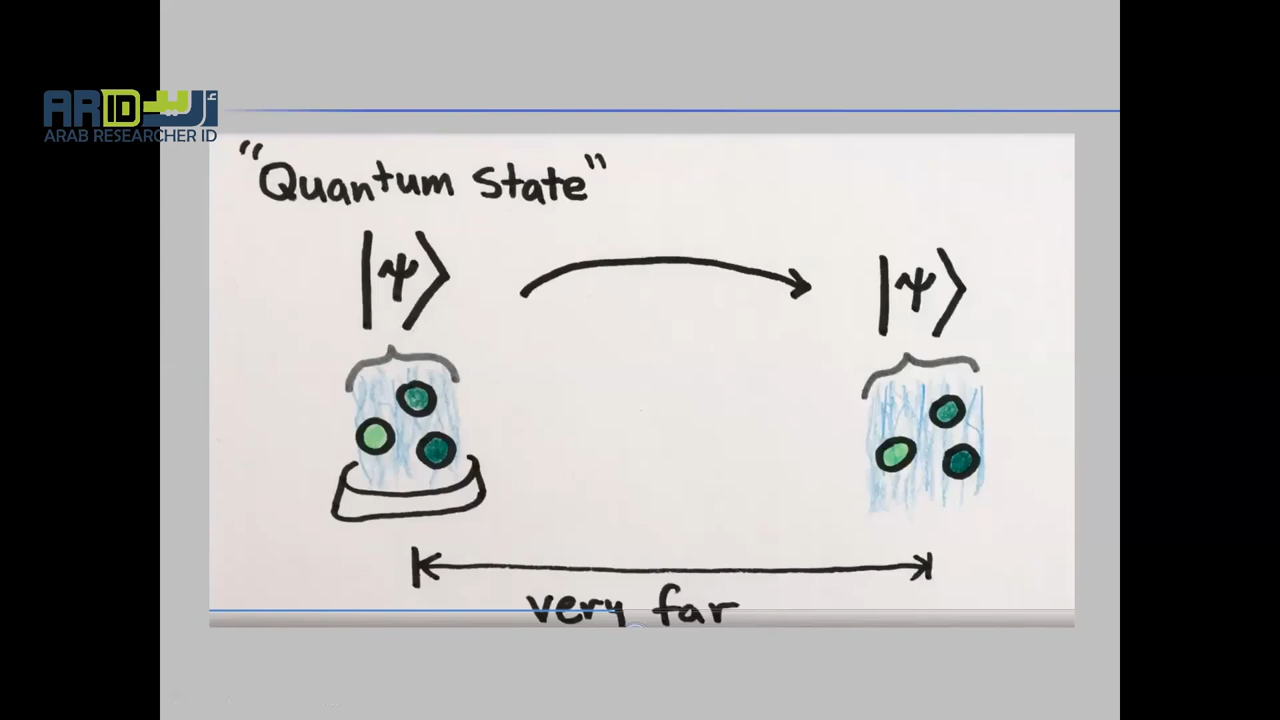 ARID أريد
ARAB RESEARCHER ID
"Quantum State"
|ψ⟩
|ψ⟩
very far